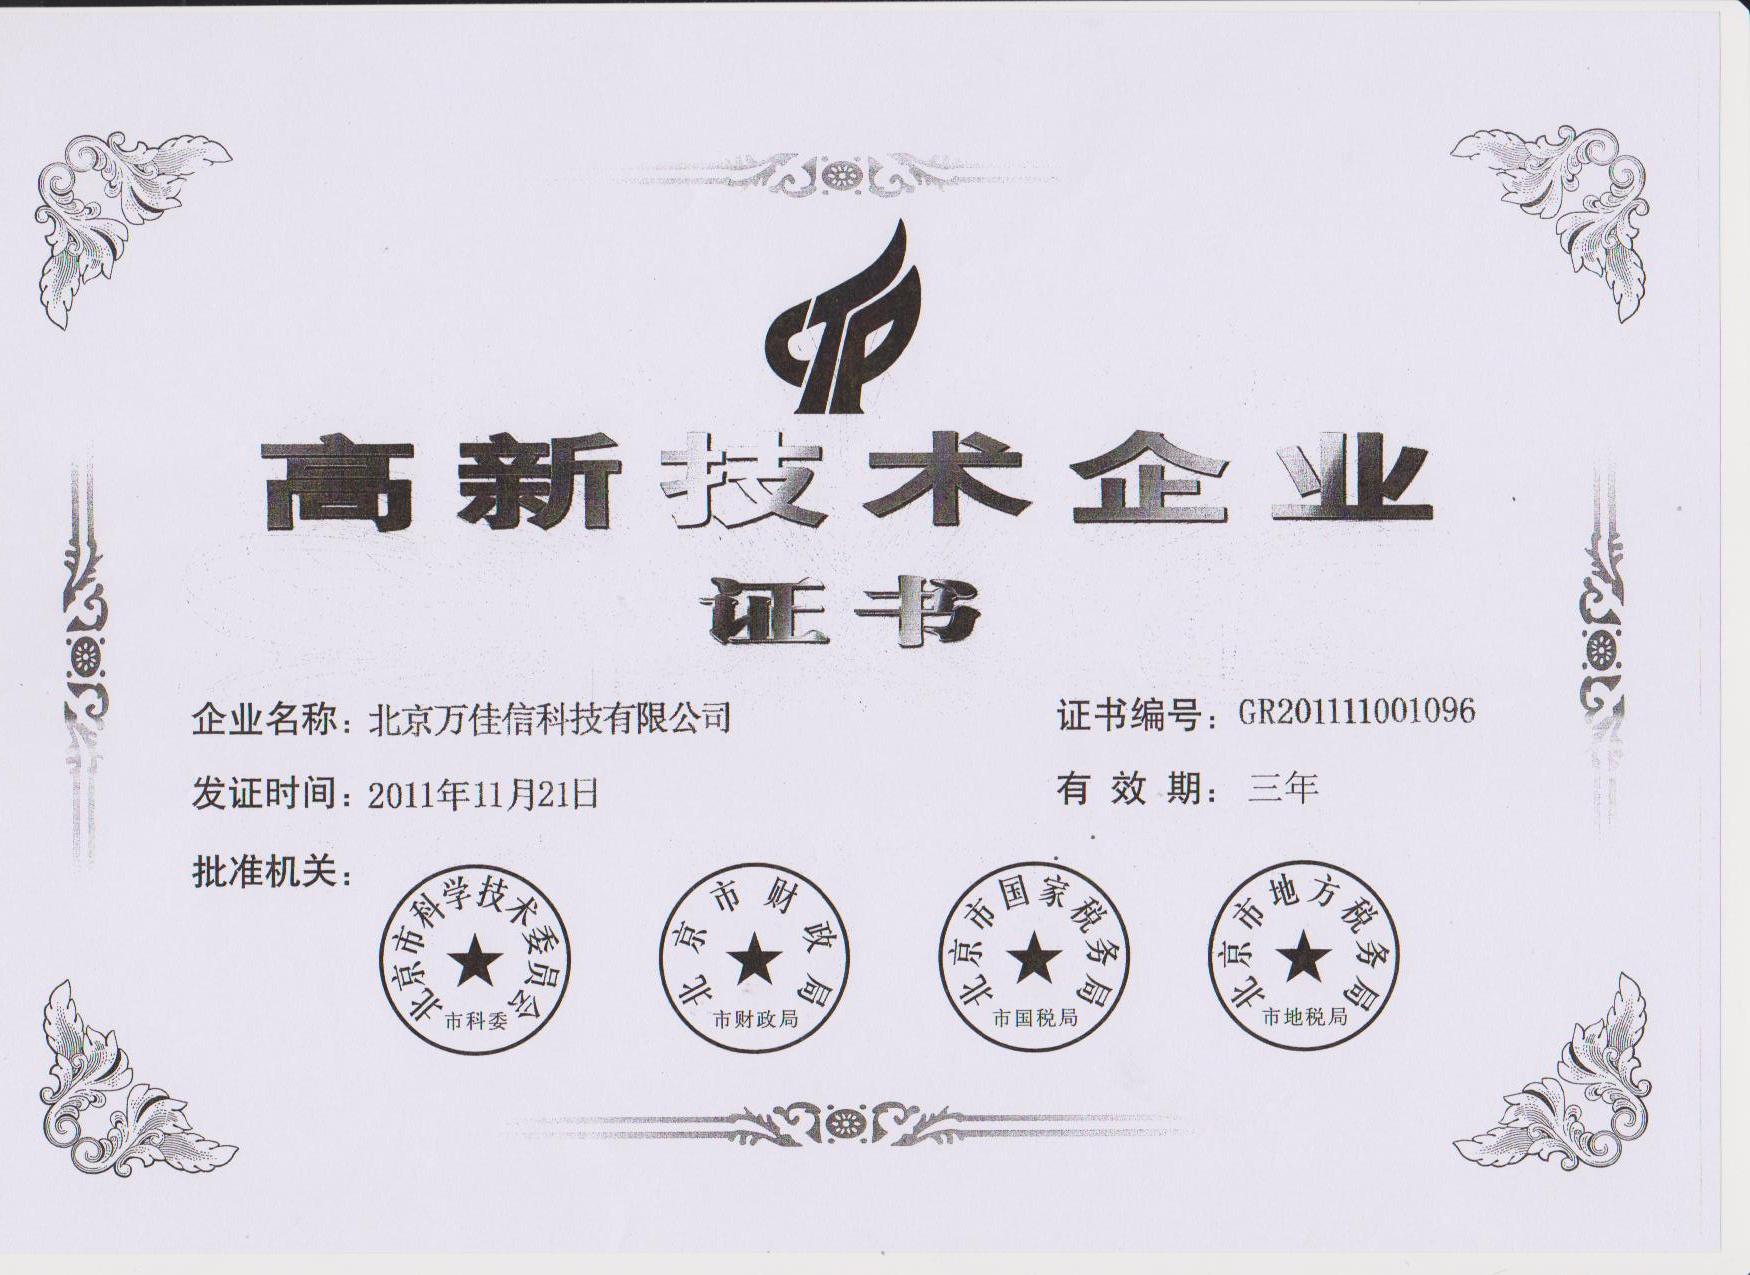 CTP
高新技术企业
证书
企业名称：北京万佳信科技有限公司
证书编号：GR201111001096
发证时间：2011年11月21日
有效期：三年
批准机关：
北京市科学技术委员会
市科委
北京市财政局
市财政局
北京市国家税务局
市国税局
北京市地方税务局
市地税局